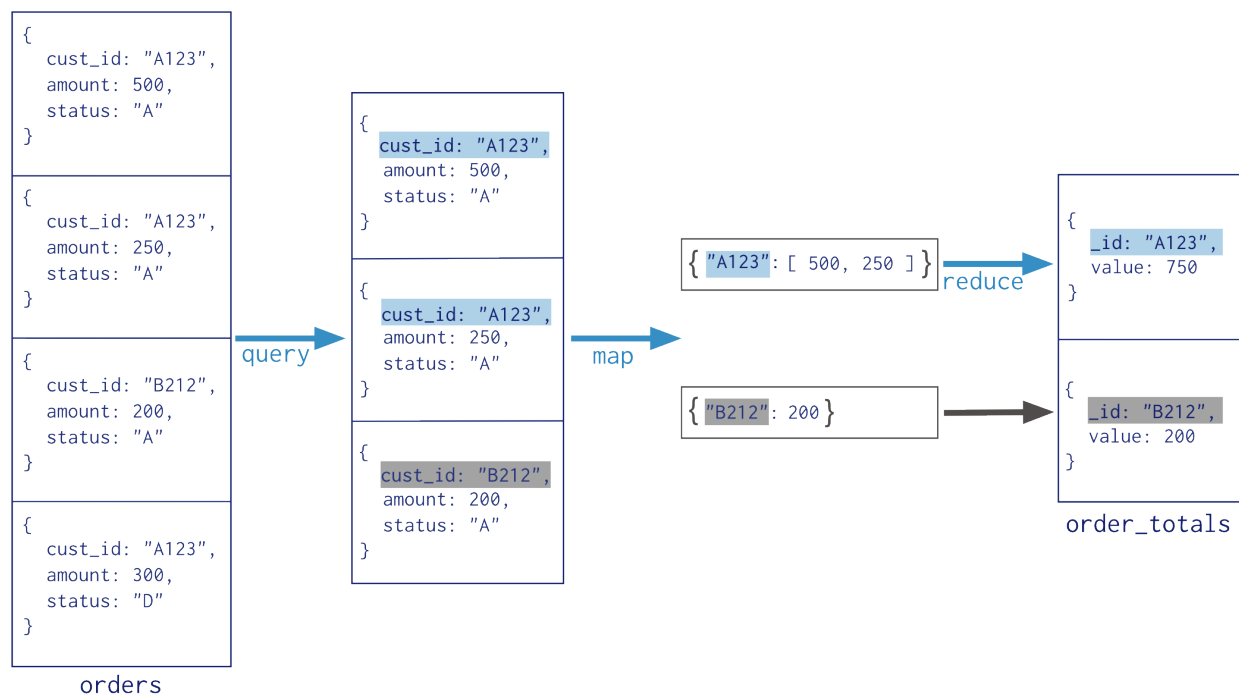 {
cust_id: "A123",
amount: 500,
status: "A"
}
{
cust_id: "A123",
amount: 250,
status: "A"
}
{
cust_id: "B212",
amount: 200,
status: "A"
}
{
cust_id: "A123",
amount: 300,
status: "D"
}
orders
query
{
cust_id: "A123",
amount: 500,
status: "A"
}
{
cust_id: "A123",
amount: 250,
status: "A"
}
{
cust_id: "B212",
amount: 200,
status: "A"
}
map
{ "A123": [ 500, 250 ] }
{ "B212": 200 }
reduce
{
_id: "A123",
value: 750
}
{
_id: "B212",
value: 200
}
order_totals